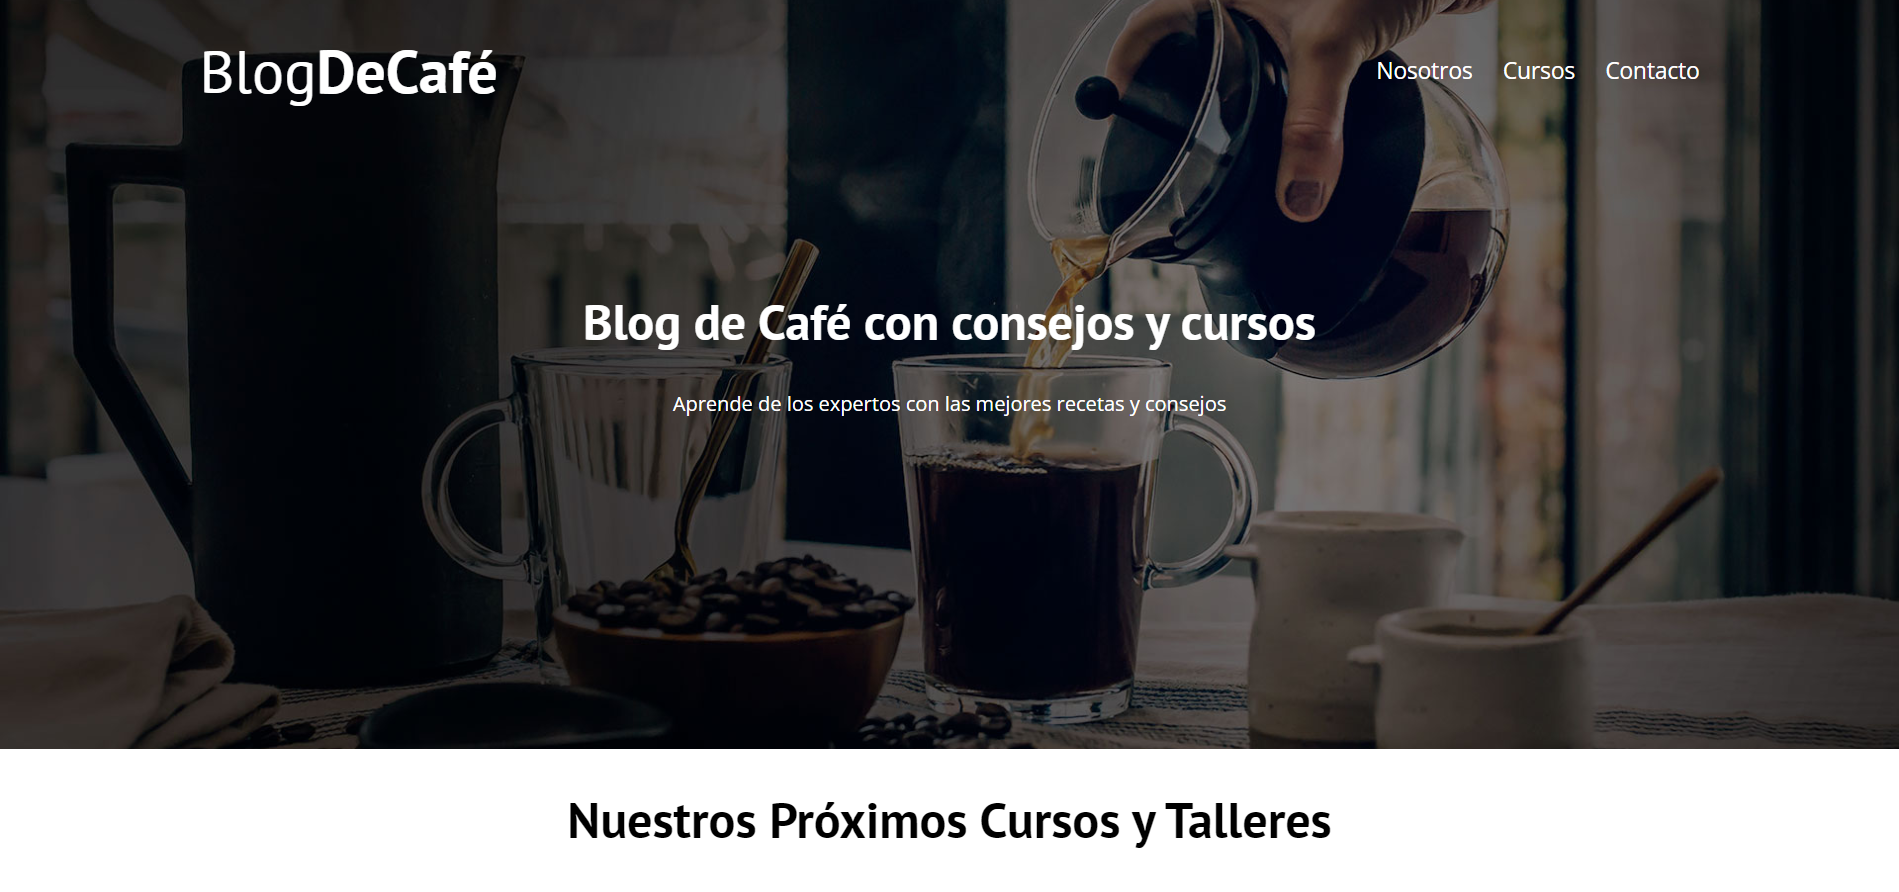 BlogDeCafé
Nosotros Cursos Contacto
Blog de Café con consejos y cursos
Aprende de los expertos con las mejores recetas y consejos
Nuestros Próximos Cursos y Talleres